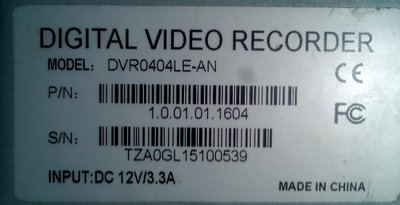 DIGITAL VIDEO RECORDER
MODEL: DVR0404LE-AN
CE
P/N:
1.0.01.01.1604
FC
S/N:
TZA0GL15100539
INPUT:DC 12V/3.3A
MADE IN CHINA